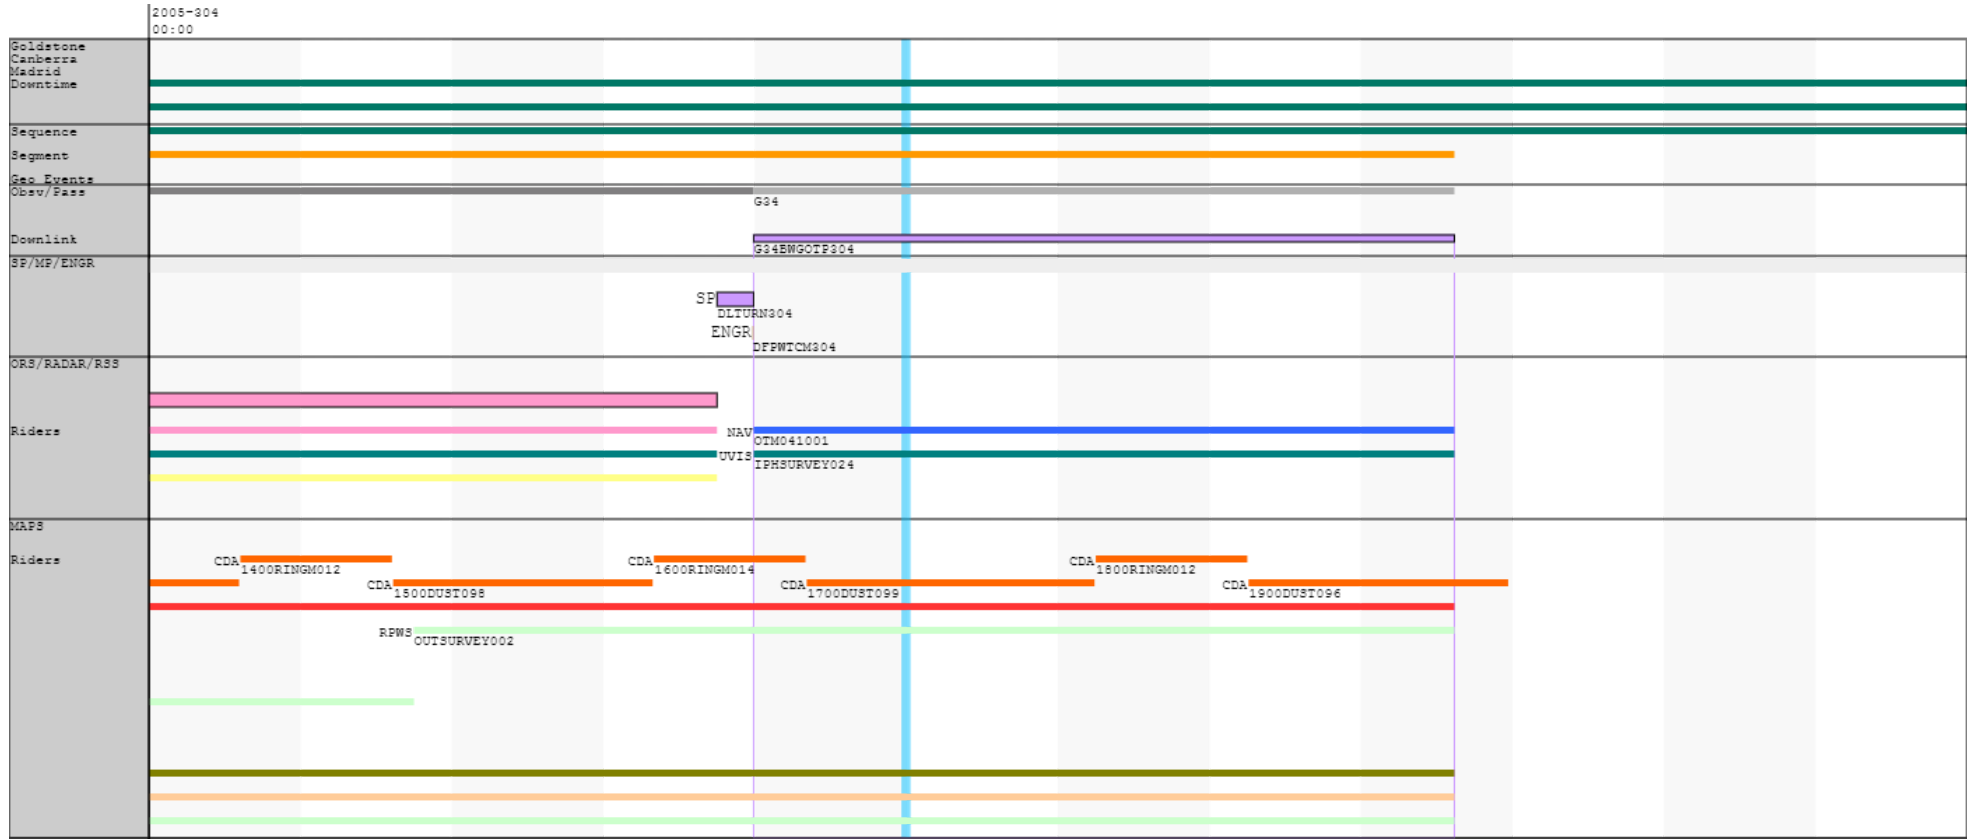 2005-304
00:00
Goldstone
Canberra
Madrid
Downtime
Sequence
Segment
Geo Events
Obsv/Pass
G34
Downlink
G34BWGOTP304
SP/MP/ENGR
SP
DLTURN304
ENGR
DFPWTCM304
ORS/RADAR/RSS
Riders
NAV
OTM041001
UVIS
IPHSURVEY024
MAPS
Riders
CDA
1400RINGM012
CDA
1600RINGM014
CDA
1800RINGM012
CDA
1500DUST098
CDA
1700DUST099
CDA
1900DUST096
RPWS
OUTSURVEY002